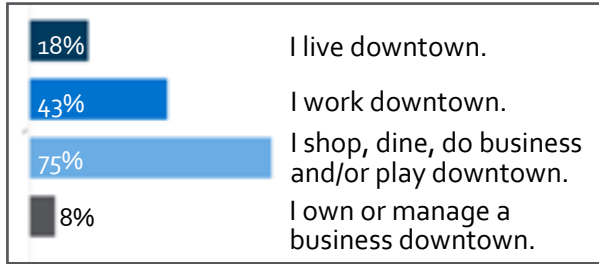 18% I live downtown.
43% I work downtown.
75% I shop, dine, do business
and/or play downtown.
8% I own or manage a
business downtown.